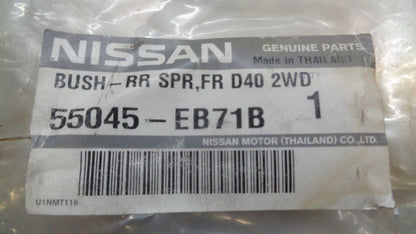 NISSAN
GENUINE PARTS
Made in THAILAND
BUSH-RR SPR,FR D40 2WD
55045-EB71B
1
NISSAN MOTOR (THAILAND) CO.,LTD.
U1NMT116